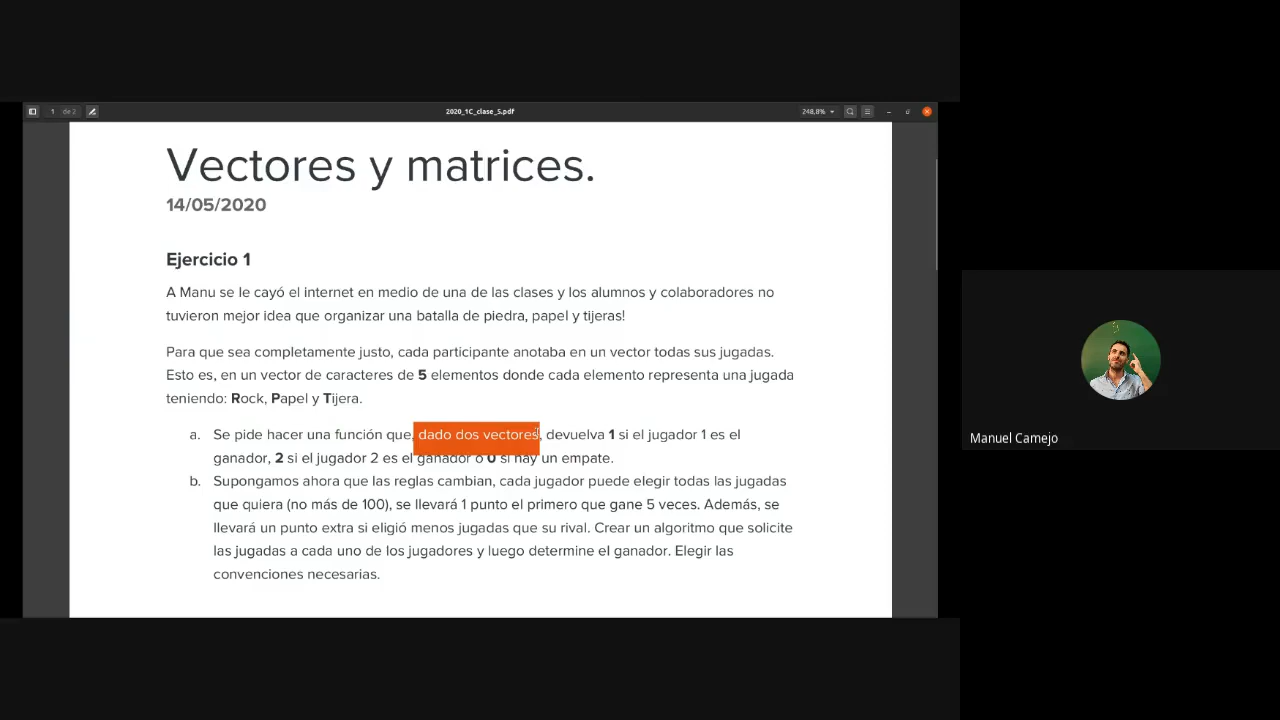 1 de 2
2020_1C_clase_5.pdf
248,8%
Vectores y matrices.
14/05/2020
Ejercicio 1
A Manu se le cayó el internet en medio de una de las clases y los alumnos y colaboradores no
tuvieron mejor idea que organizar una batalla de piedra, papel y tijeras!
Para que sea completamente justo, cada participante anotaba en un vector todas sus jugadas.
Esto es, en un vector de caracteres de 5 elementos donde cada elemento representa una jugada
teniendo: Rock, Papel y Tijera.
a. Se pide hacer una función que, dado dos vectores, devuelva 1 si el jugador 1 es el
ganador, 2 si el jugador 2 es el ganador o 0 si hay un empate.
b. Supongamos ahora que las reglas cambian, cada jugador puede elegir todas las jugadas
que quiera (no más de 100), se llevará 1 punto el primero que gane 5 veces. Además, se
llevará un punto extra si eligió menos jugadas que su rival. Crear un algoritmo que solicite
las jugadas a cada uno de los jugadores y luego determine el ganador. Elegir las
convenciones necesarias.
Manuel Camejo